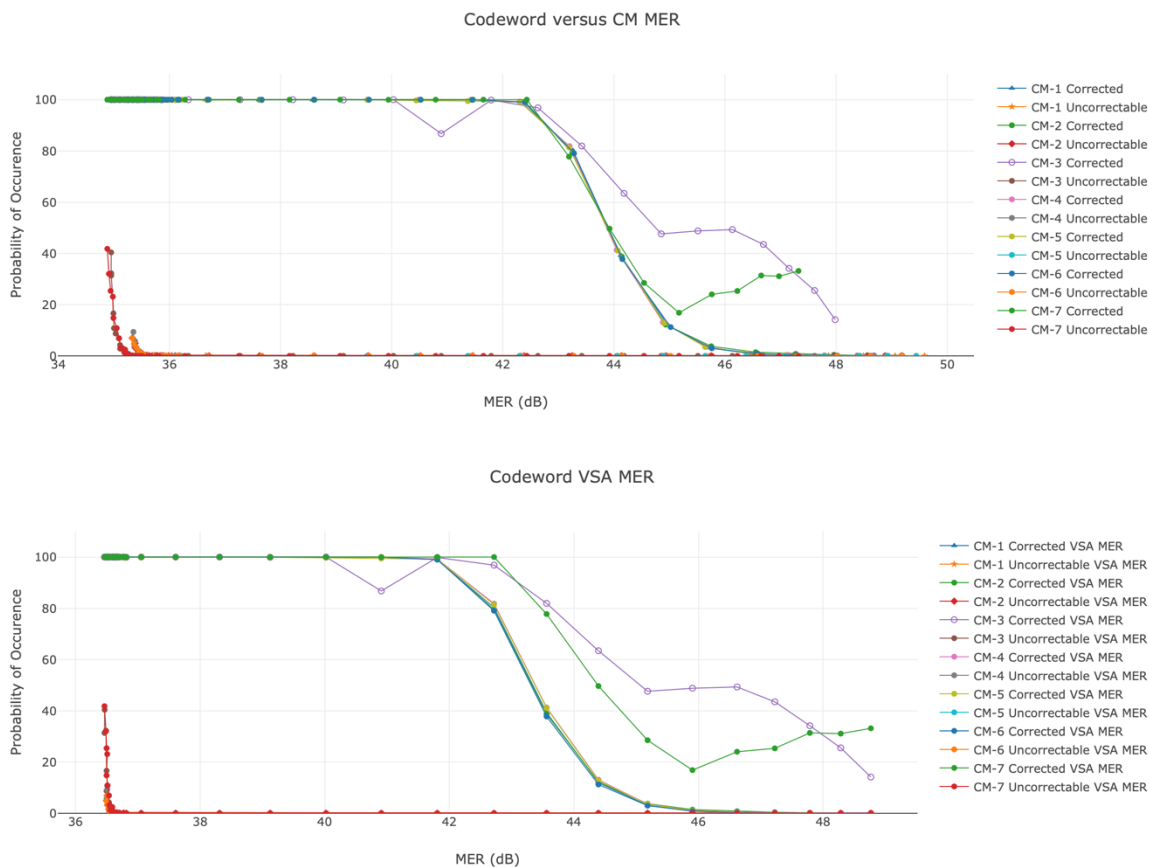 Codeword versus CM MER
Probability of Occurence
100
80
60
40
20
0
34
36
38
40
42
44
46
48
50
MER (dB)
CM-1 Corrected
CM-1 Uncorrectable
CM-2 Corrected
CM-2 Uncorrectable
CM-3 Corrected
CM-3 Uncorrectable
CM-4 Corrected
CM-4 Uncorrectable
CM-5 Corrected
CM-5 Uncorrectable
CM-6 Corrected
CM-6 Uncorrectable
CM-7 Corrected
CM-7 Uncorrectable
Codeword VSA MER
Probability of Occurence
100
80
60
40
20
0
36
38
40
42
44
46
48
MER (dB)
CM-1 Corrected VSA MER
CM-1 Uncorrectable VSA MER
CM-2 Corrected VSA MER
CM-2 Uncorrectable VSA MER
CM-3 Corrected VSA MER
CM-3 Uncorrectable VSA MER
CM-4 Corrected VSA MER
CM-4 Uncorrectable VSA MER
CM-5 Corrected VSA MER
CM-5 Uncorrectable VSA MER
CM-6 Corrected VSA MER
CM-6 Uncorrectable VSA MER
CM-7 Corrected VSA MER
CM-7 Uncorrectable VSA MER